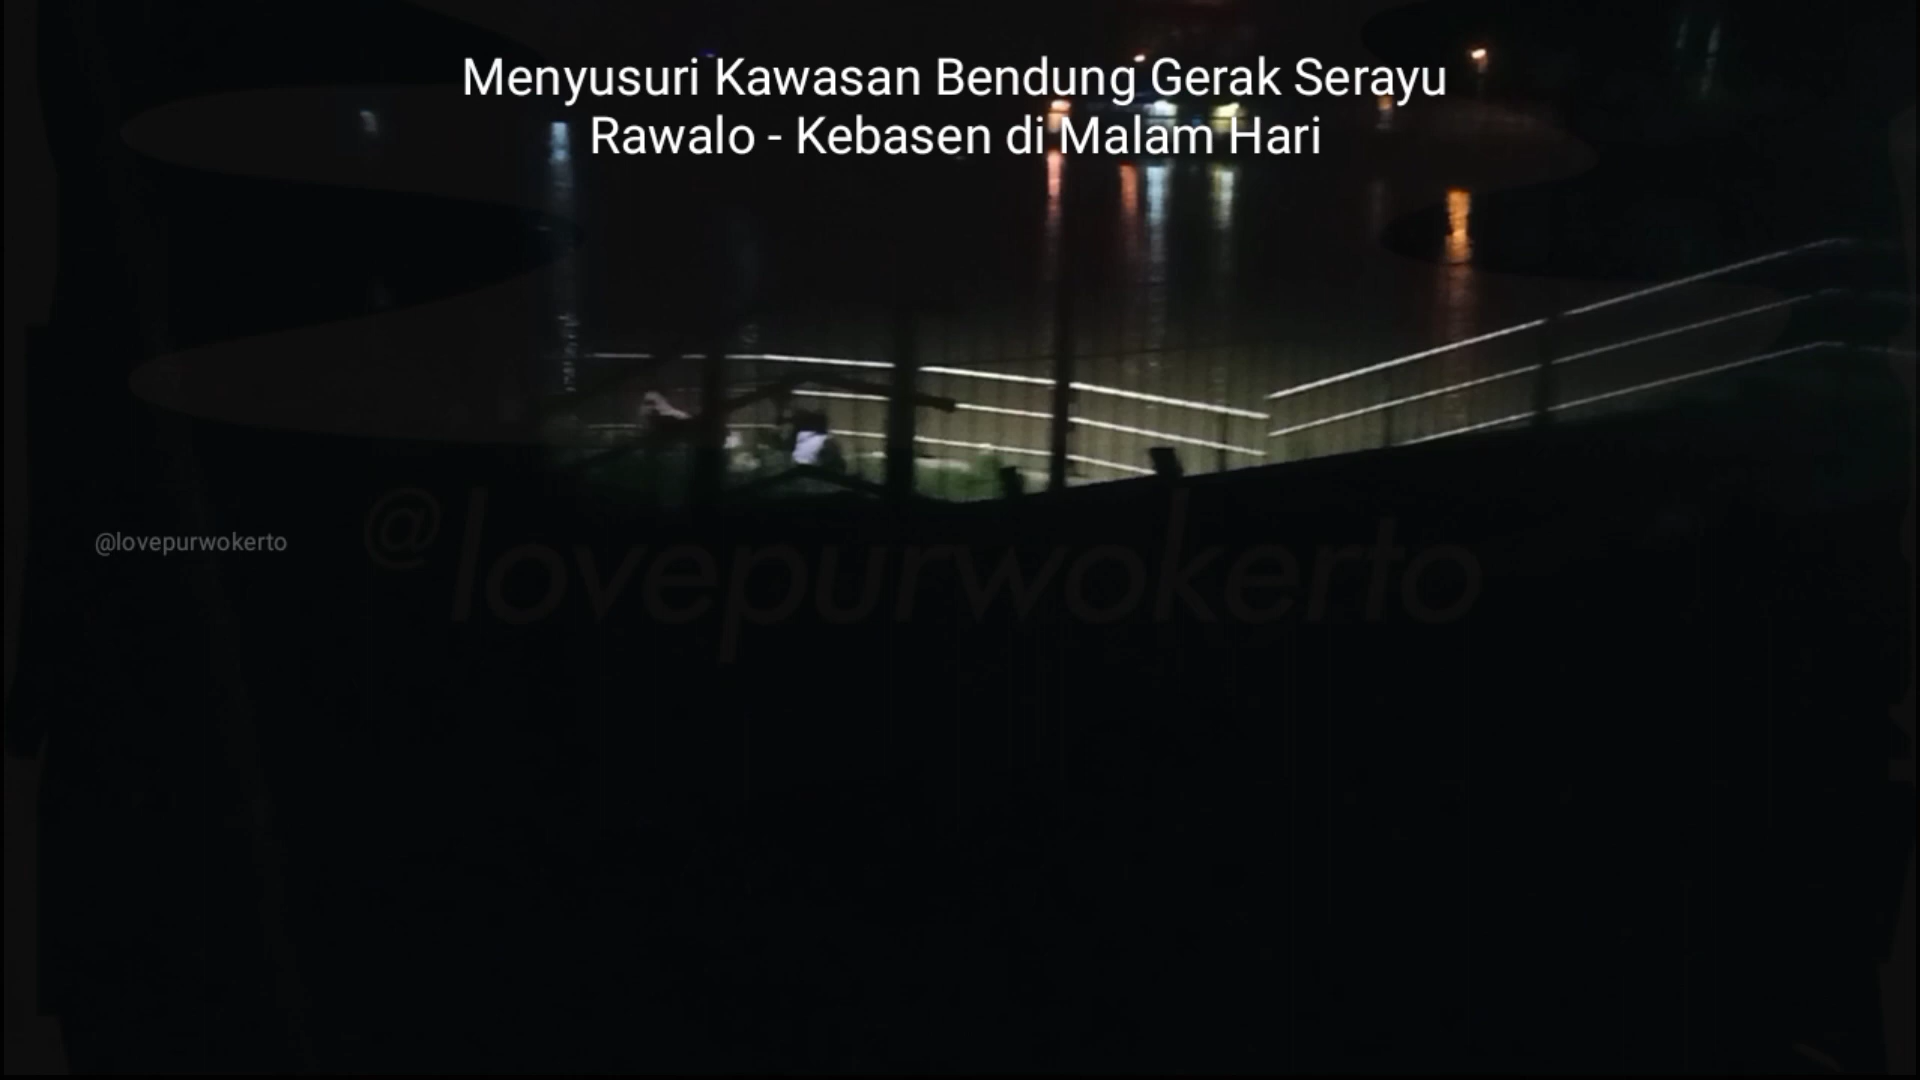 Menyusuri Kawasan Bendung Gerak Serayu
Rawalo - Kebasen di Malam Hari
@lovepurwokerto
@lovepurwokerto